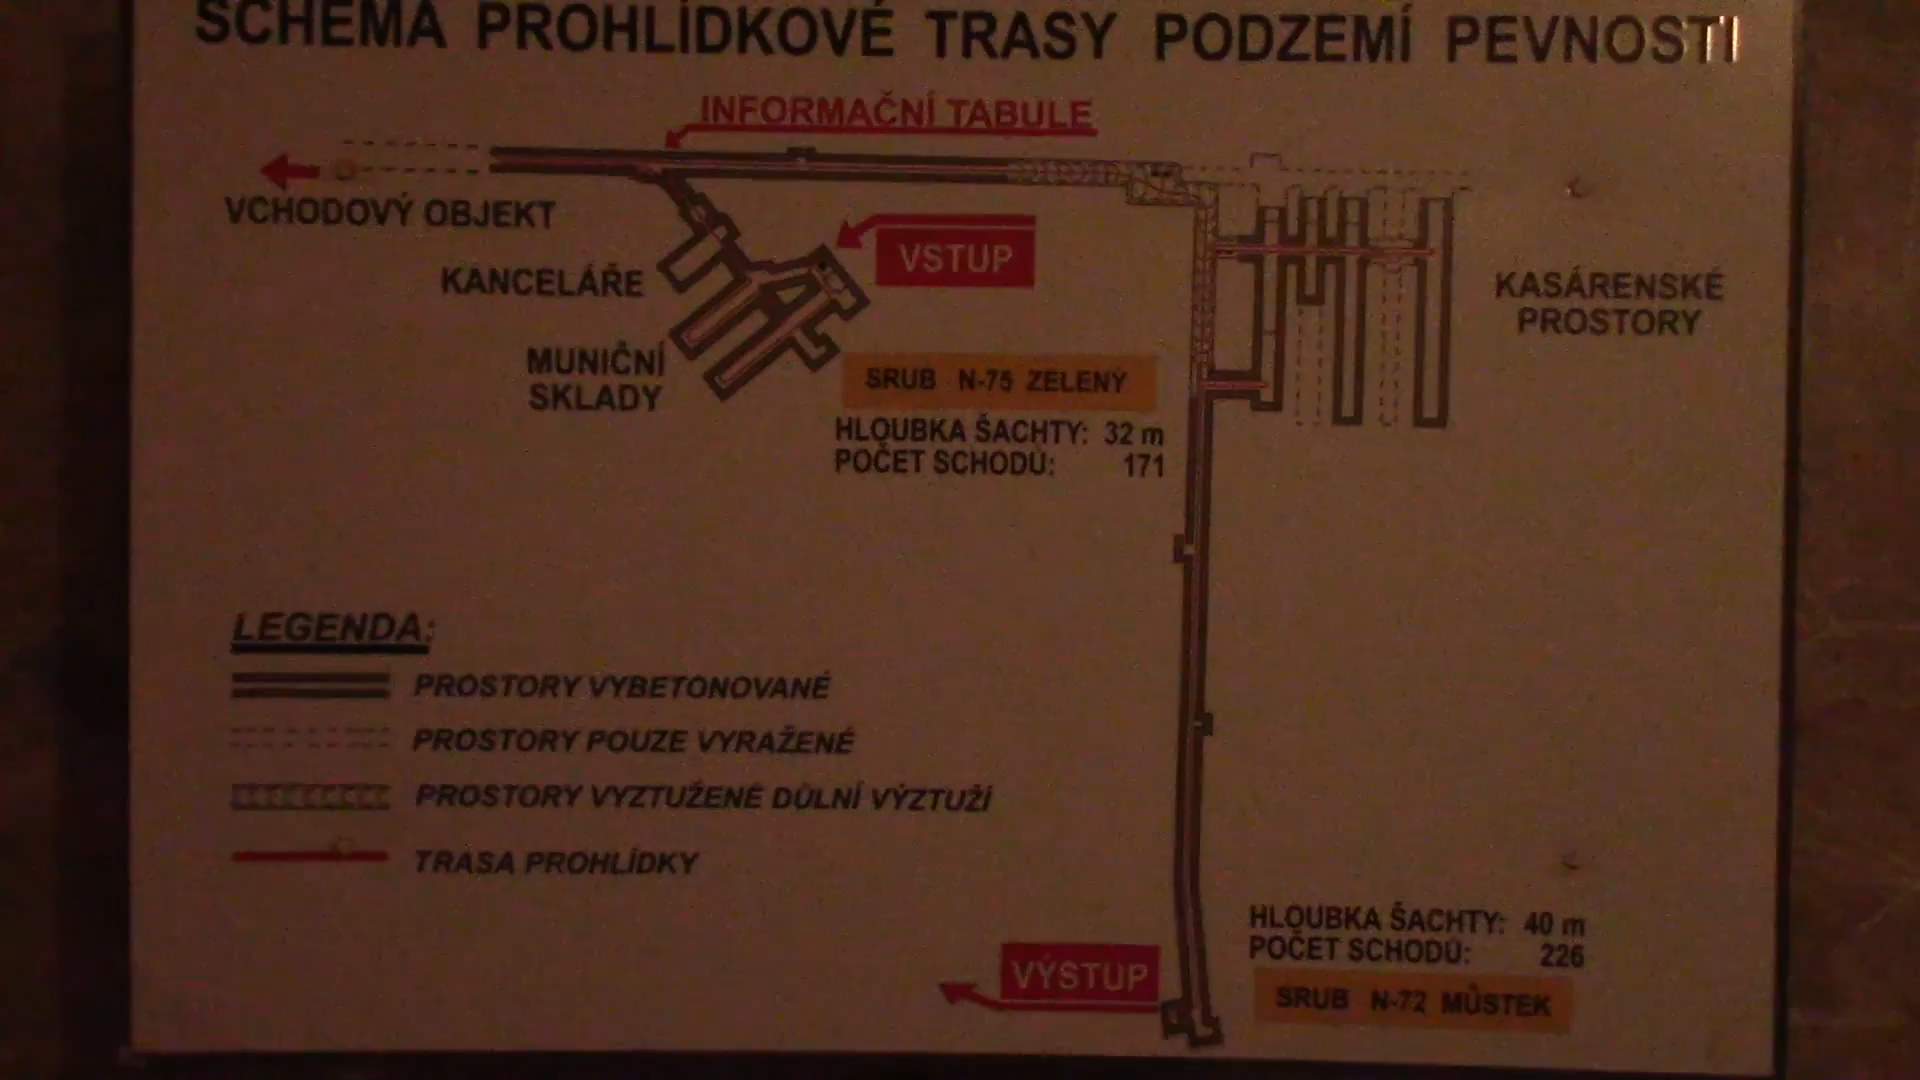 SCHÉMA PROHLÍDKOVÉ TRASY PODZEMÍ PEVNOSTI
INFORMAČNÍ TABULE
VCHODOVÝ OBJEKT
VSTUP
KANCELÁŘE
KASÁRENSKÉ
PROSTORY
MUNIČNÍ
SKLADY
SRUB N-75 ZELENÝ
HLOUBKA ŠACHTY: 32 m
POČET SCHODŮ: 171
LEGENDA:
PROSTORY VYBETONOVANÉ
PROSTORY POUZE VYRAŽENÉ
PROSTORY VYZTUŽENÉ DŮLNÍ VÝZTUŽÍ
TRASA PROHLÍDKY
HLOUBKA ŠACHTY: 40 m
POČET SCHODŮ: 226
VÝSTUP
SRUB N-72 MŮSTEK